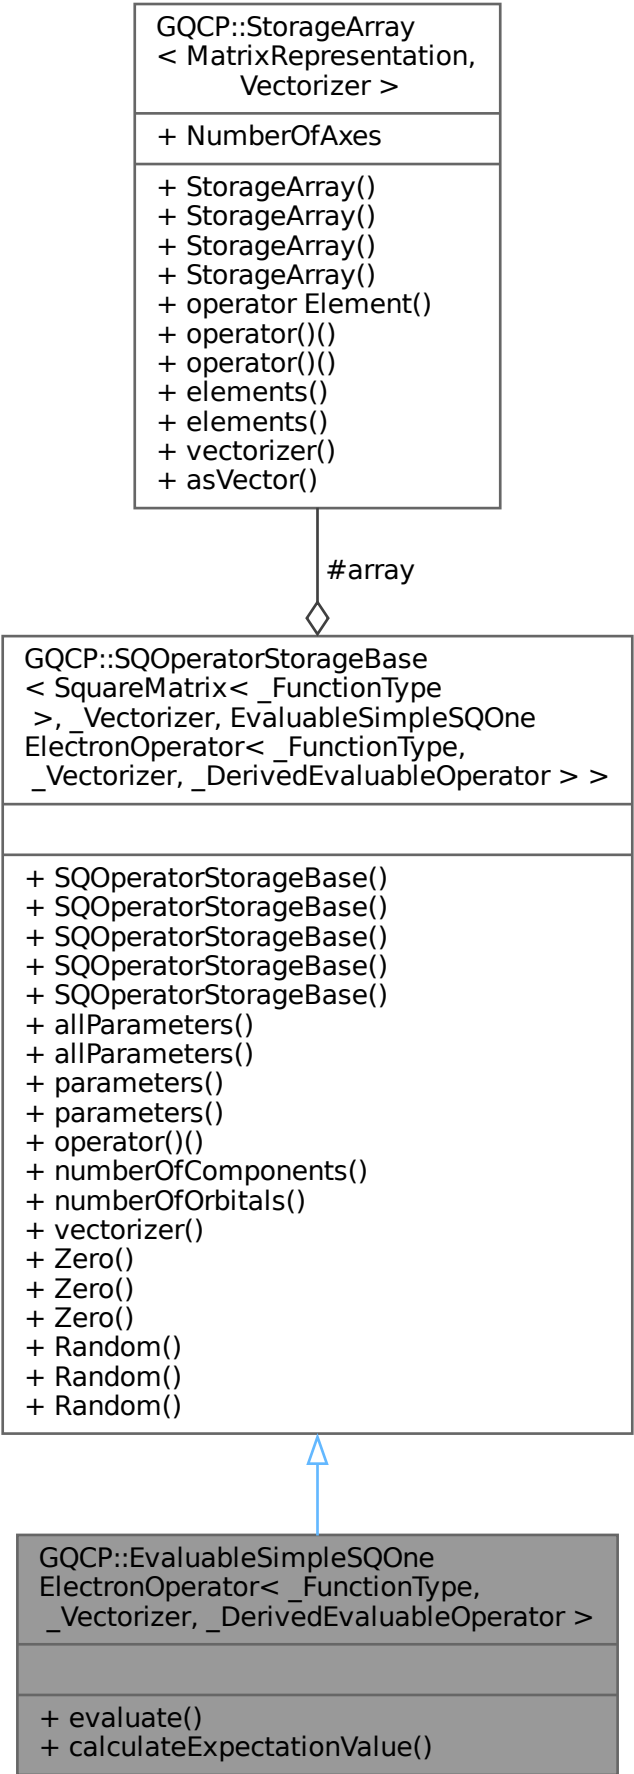 GQCP::StorageArray
< MatrixRepresentation,
Vectorizer >
+ NumberOfAxes
+ StorageArray()
+ StorageArray()
+ StorageArray()
+ StorageArray()
+ operator Element()
+ operator()()
+ operator()()
+ elements()
+ elements()
+ vectorizer()
+ asVector()
#array
GQCP::SQOperatorStorageBase
< SquareMatrix< _FunctionType
>, _Vectorizer, EvaluableSimpleSQOne
ElectronOperator< _FunctionType,
_Vectorizer, _DerivedEvaluableOperator > >
+ SQOperatorStorageBase()
+ SQOperatorStorageBase()
+ SQOperatorStorageBase()
+ SQOperatorStorageBase()
+ SQOperatorStorageBase()
+ allParameters()
+ allParameters()
+ parameters()
+ parameters()
+ operator()()
+ numberOfComponents()
+ numberOfOrbitals()
+ vectorizer()
+ Zero()
+ Zero()
+ Zero()
+ Random()
+ Random()
+ Random()
GQCP::EvaluableSimpleSQOne
ElectronOperator< _FunctionType,
_Vectorizer, _DerivedEvaluableOperator >
+ evaluate()
+ calculateExpectationValue()